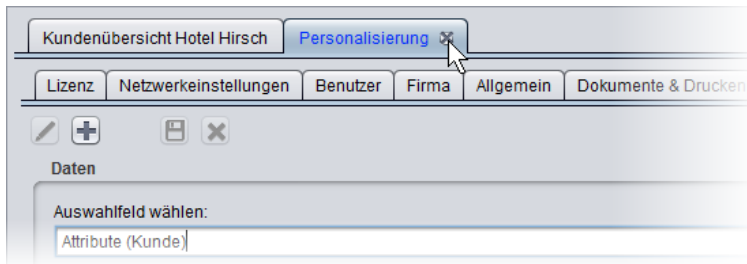 Kundenübersicht Hotel Hirsch Personalisierung
Lizenz Netzwerkeinstellungen Benutzer Firma Allgemein Dokumente & Drucken
Daten
Auswahlfeld wählen:
Attribute (Kunde)